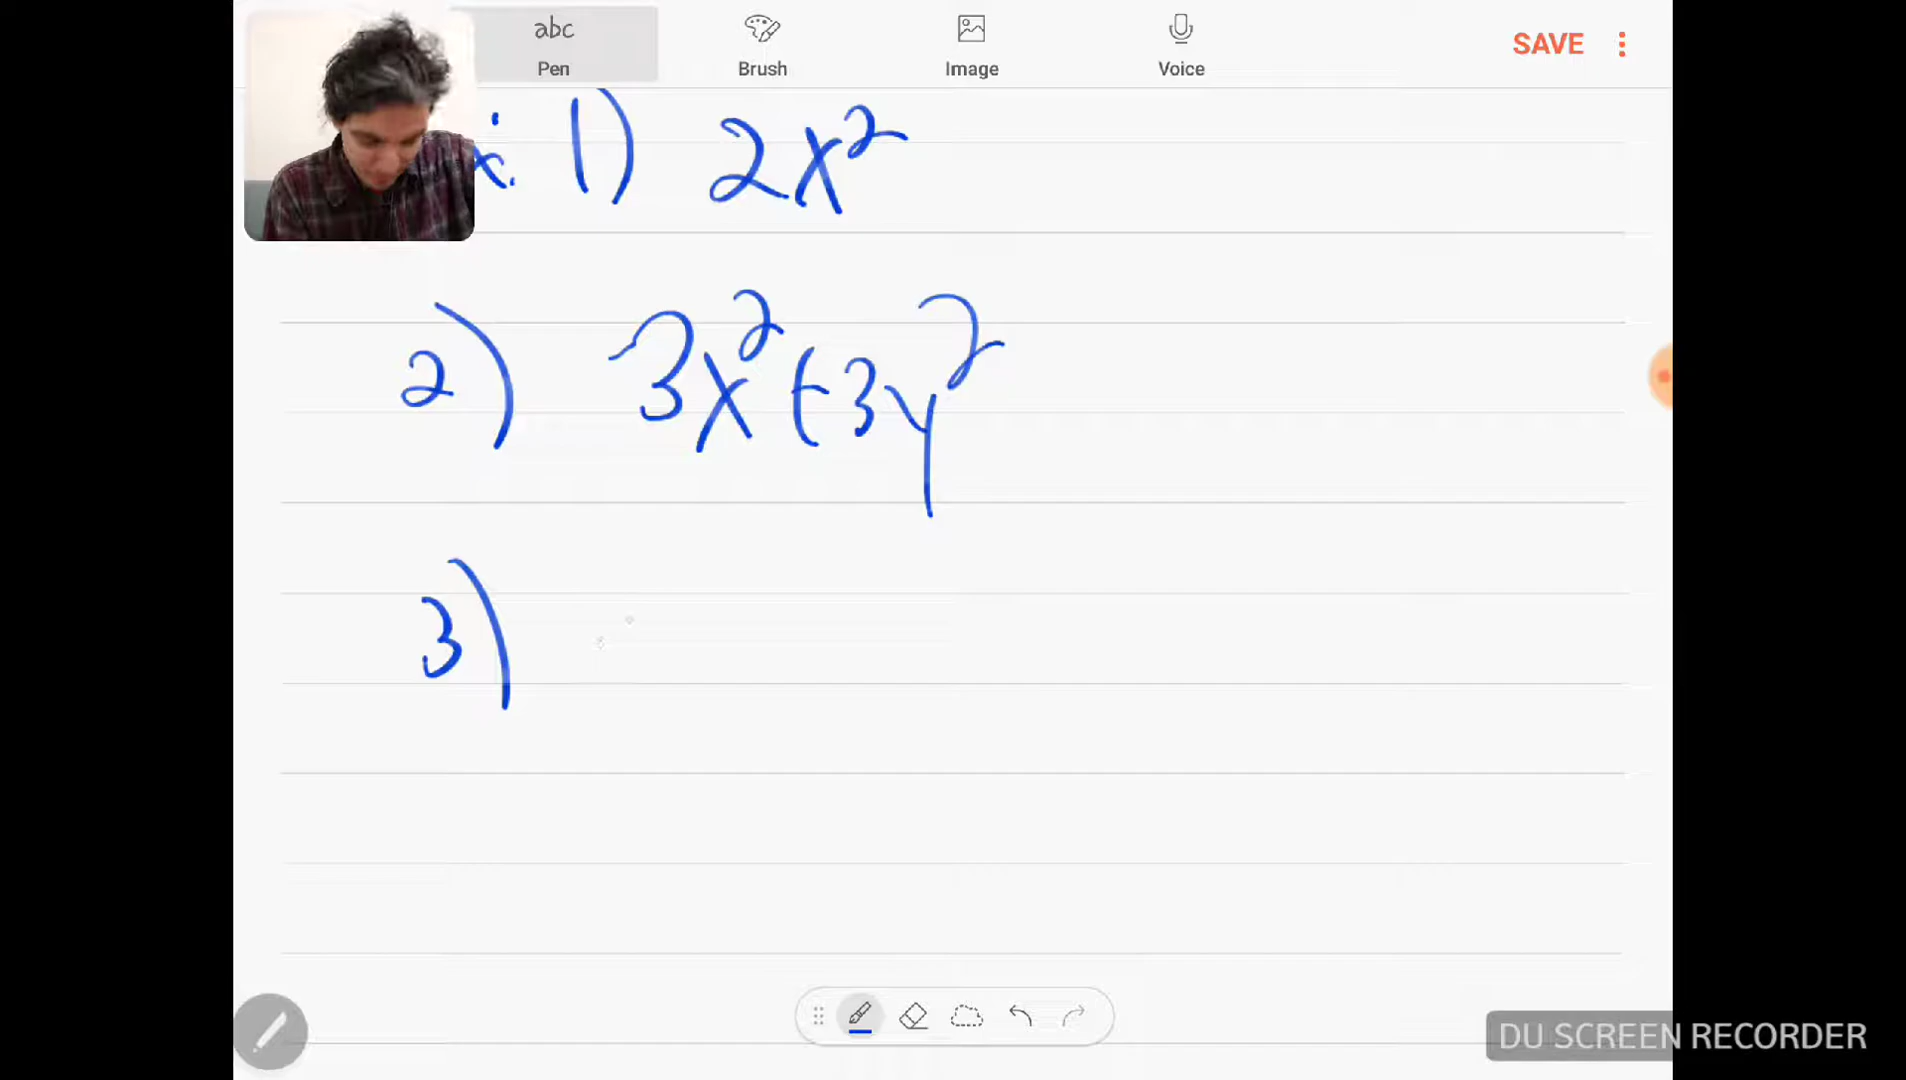 abc
Pen Brush Image Voice SAVE
x: 1) 2x²
2) 3x² + 3y²
3)
DU SCREEN RECORDER